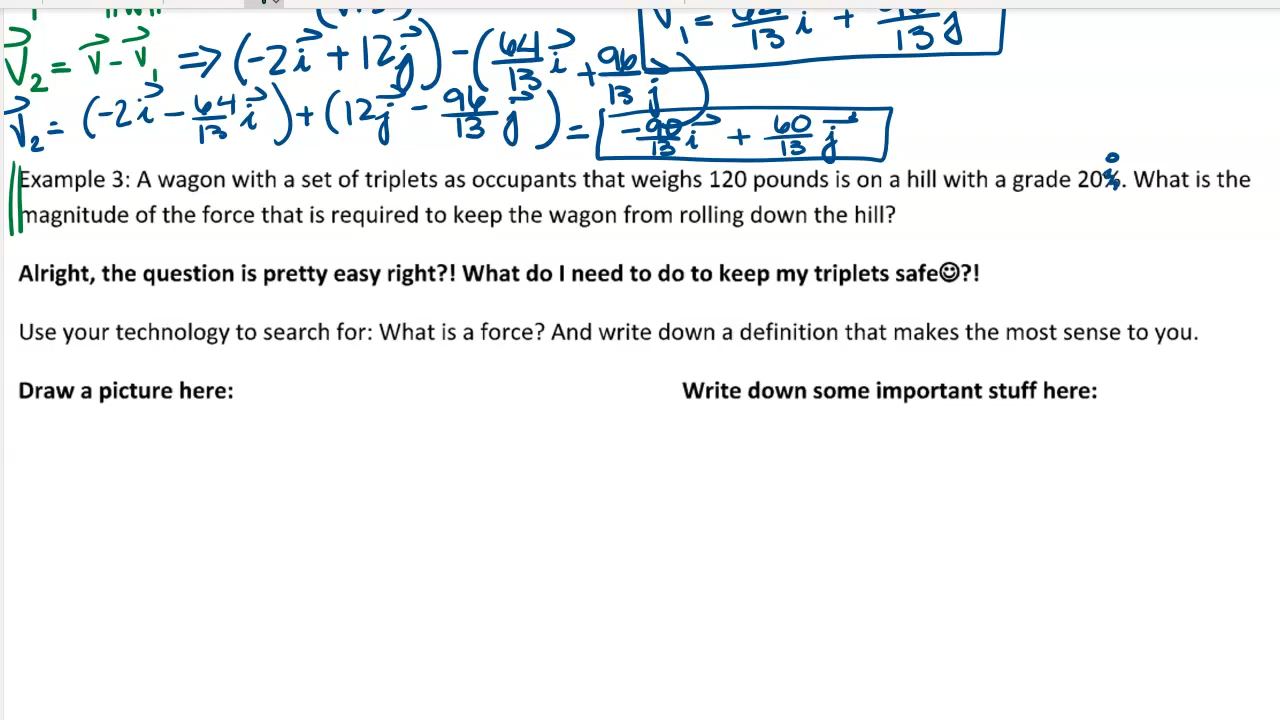 V₁ = 64/13 i + 96/13 j
V₂ = V - V₁ ⇒ (-2i + 12j) - (64/13 i + 96/13 j)
V₂ = (-2i - 64/13 i) + (12j - 96/13 j) = -90/13 i + 60/13 j
Example 3: A wagon with a set of triplets as occupants that weighs 120 pounds is on a hill with a grade 20°. What is the
magnitude of the force that is required to keep the wagon from rolling down the hill?
Alright, the question is pretty easy right?! What do I need to do to keep my triplets safe☺?!
Use your technology to search for: What is a force? And write down a definition that makes the most sense to you.
Draw a picture here:
Write down some important stuff here: